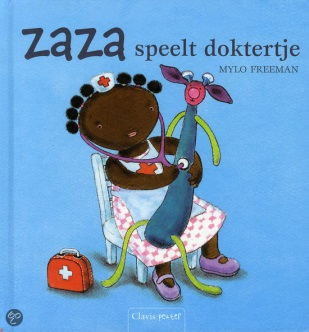 zaza speelt doktertje
MYLO FREEMAN
Clavis peuter